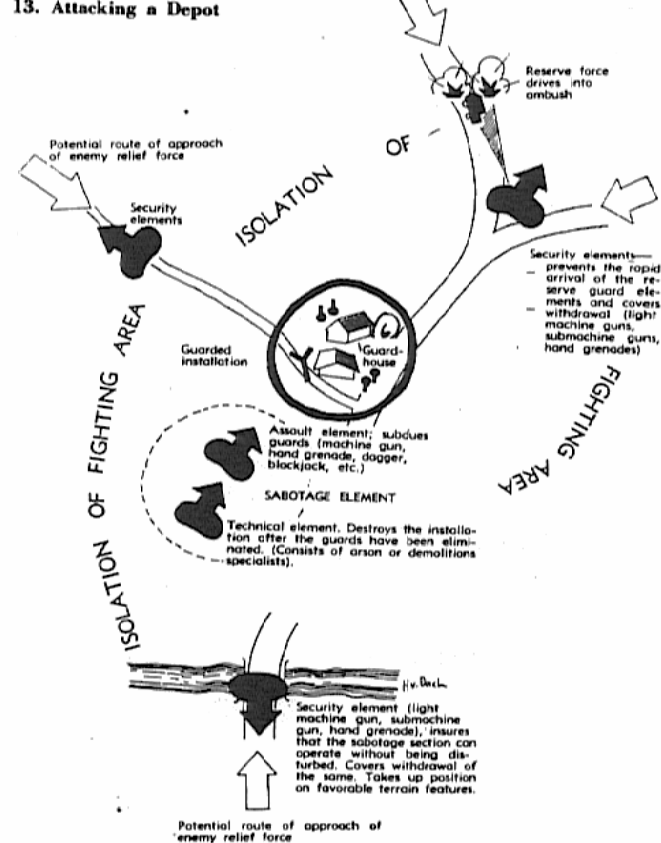 13. Attacking a Depot
Reserve force
drives into
ambush
Potential route of approach
of enemy relief force
Security
elements
ISOLATION OF
FIGHTING AREA
Security elements—
prevents the rapid
arrival of the re-
serve guard ele-
ments and covers
withdrawal (light
machine guns,
submachine guns,
hand grenades)
Guarded
installation
6
Guard-
house
ISOLATION OF FIGHTING AREA
Assault element; subdues
guards (machine gun,
hand grenade, dagger,
blackjack, etc.)
SABOTAGE ELEMENT
Technical element. Destroys the installa-
tion after the guards have been elimi-
nated. (Consists of arson or demolitions
specialists).
H.v. Dach
Security element (light
machine gun, submachine
gun, hand grenade), insures
that the sabotage section can
operate without being dis-
turbed. Covers withdrawal of
the same. Takes up position
on favorable terrain features.
Potential route of approach of
enemy relief force